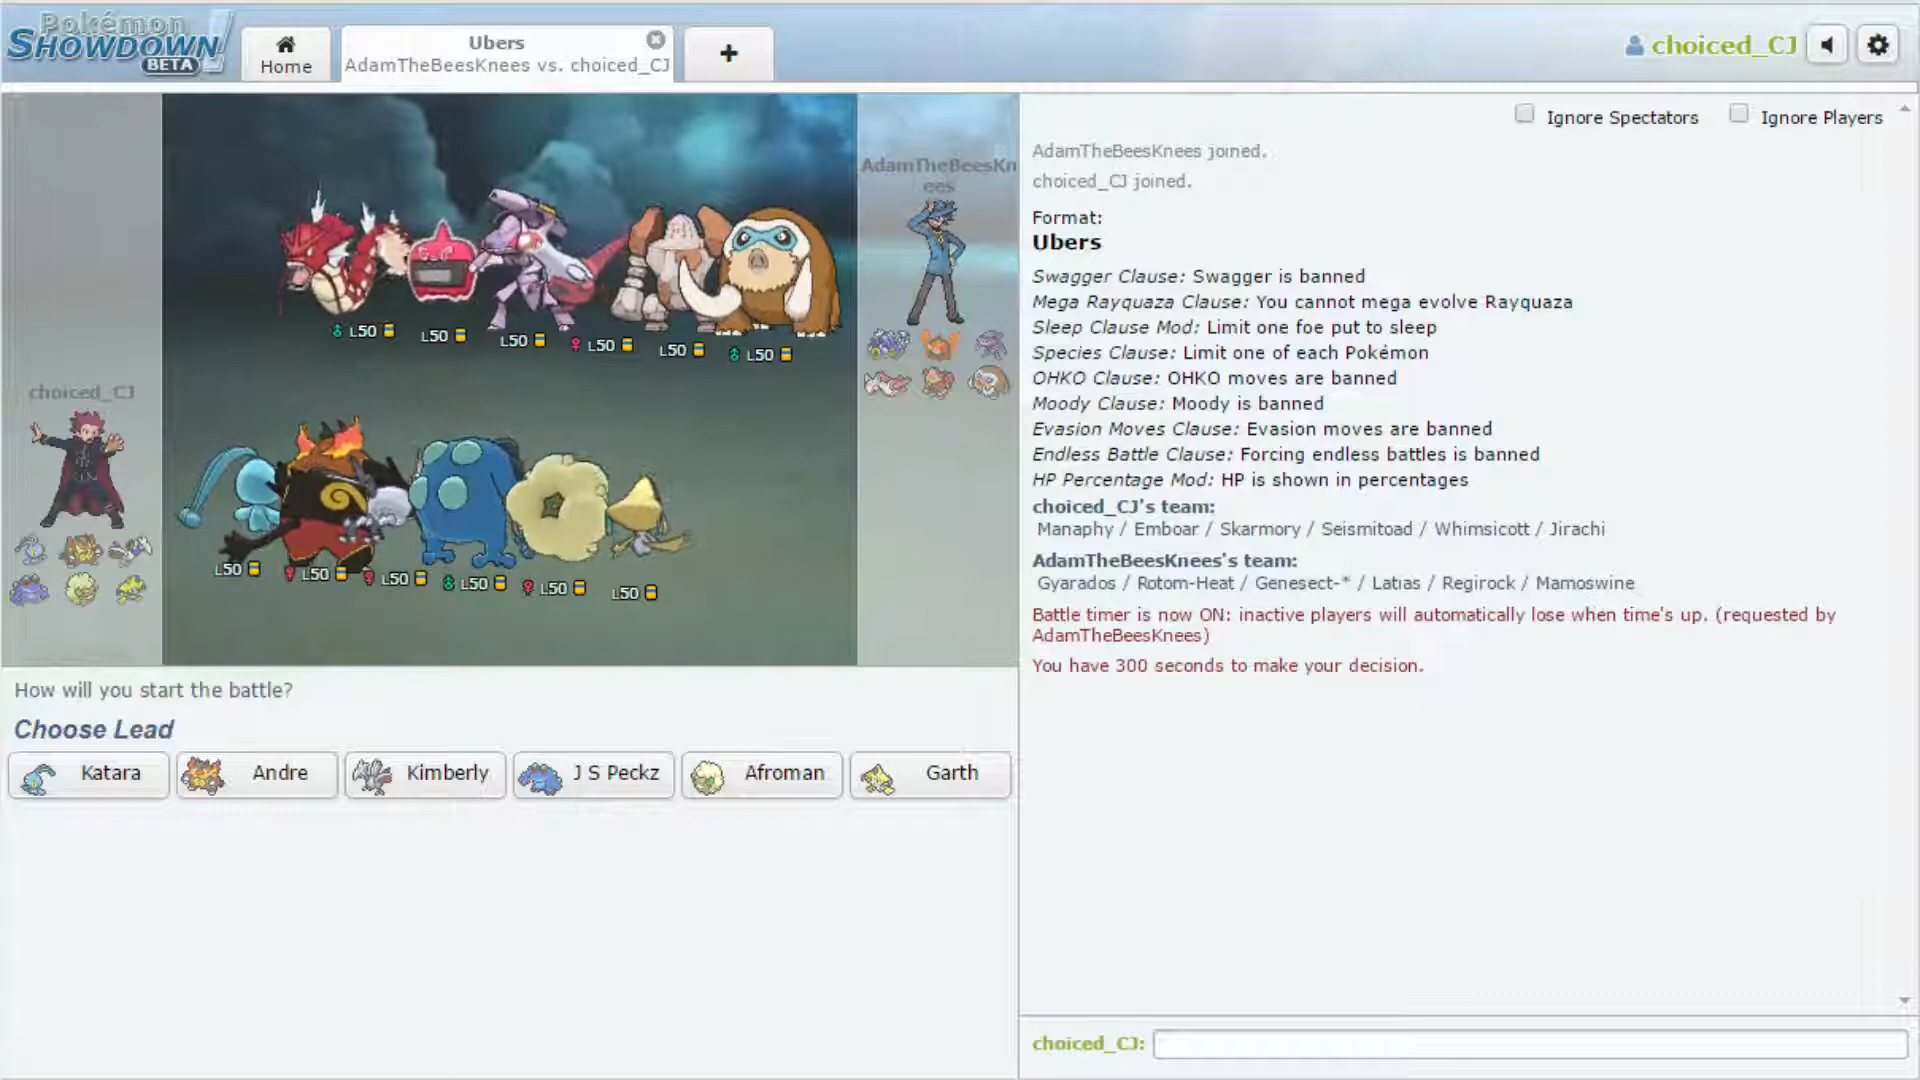 Pokémon
SHOWDOWN!
BETA
Home
Ubers
AdamTheBeesKnees vs. choiced_CJ
+
choiced_CJ
Ignore Spectators
Ignore Players
AdamTheBeesKn
ees
choiced_CJ
L50
L50
L50
L50
L50
L50
L50
L50
L50
L50
L50
L50
AdamTheBeesKnees joined.
choiced_CJ joined.
Format:
Ubers
Swagger Clause: Swagger is banned
Mega Rayquaza Clause: You cannot mega evolve Rayquaza
Sleep Clause Mod: Limit one foe put to sleep
Species Clause: Limit one of each Pokémon
OHKO Clause: OHKO moves are banned
Moody Clause: Moody is banned
Evasion Moves Clause: Evasion moves are banned
Endless Battle Clause: Forcing endless battles is banned
HP Percentage Mod: HP is shown in percentages
choiced_CJ's team:
Manaphy / Emboar / Skarmory / Seismitoad / Whimsicott / Jirachi
AdamTheBeesKnees's team:
Gyarados / Rotom-Heat / Genesect-* / Latias / Regirock / Mamoswine
Battle timer is now ON: inactive players will automatically lose when time's up. (requested by
AdamTheBeesKnees)
You have 300 seconds to make your decision.
How will you start the battle?
Choose Lead
Katara
Andre
Kimberly
J S Peckz
Afroman
Garth
choiced_CJ: